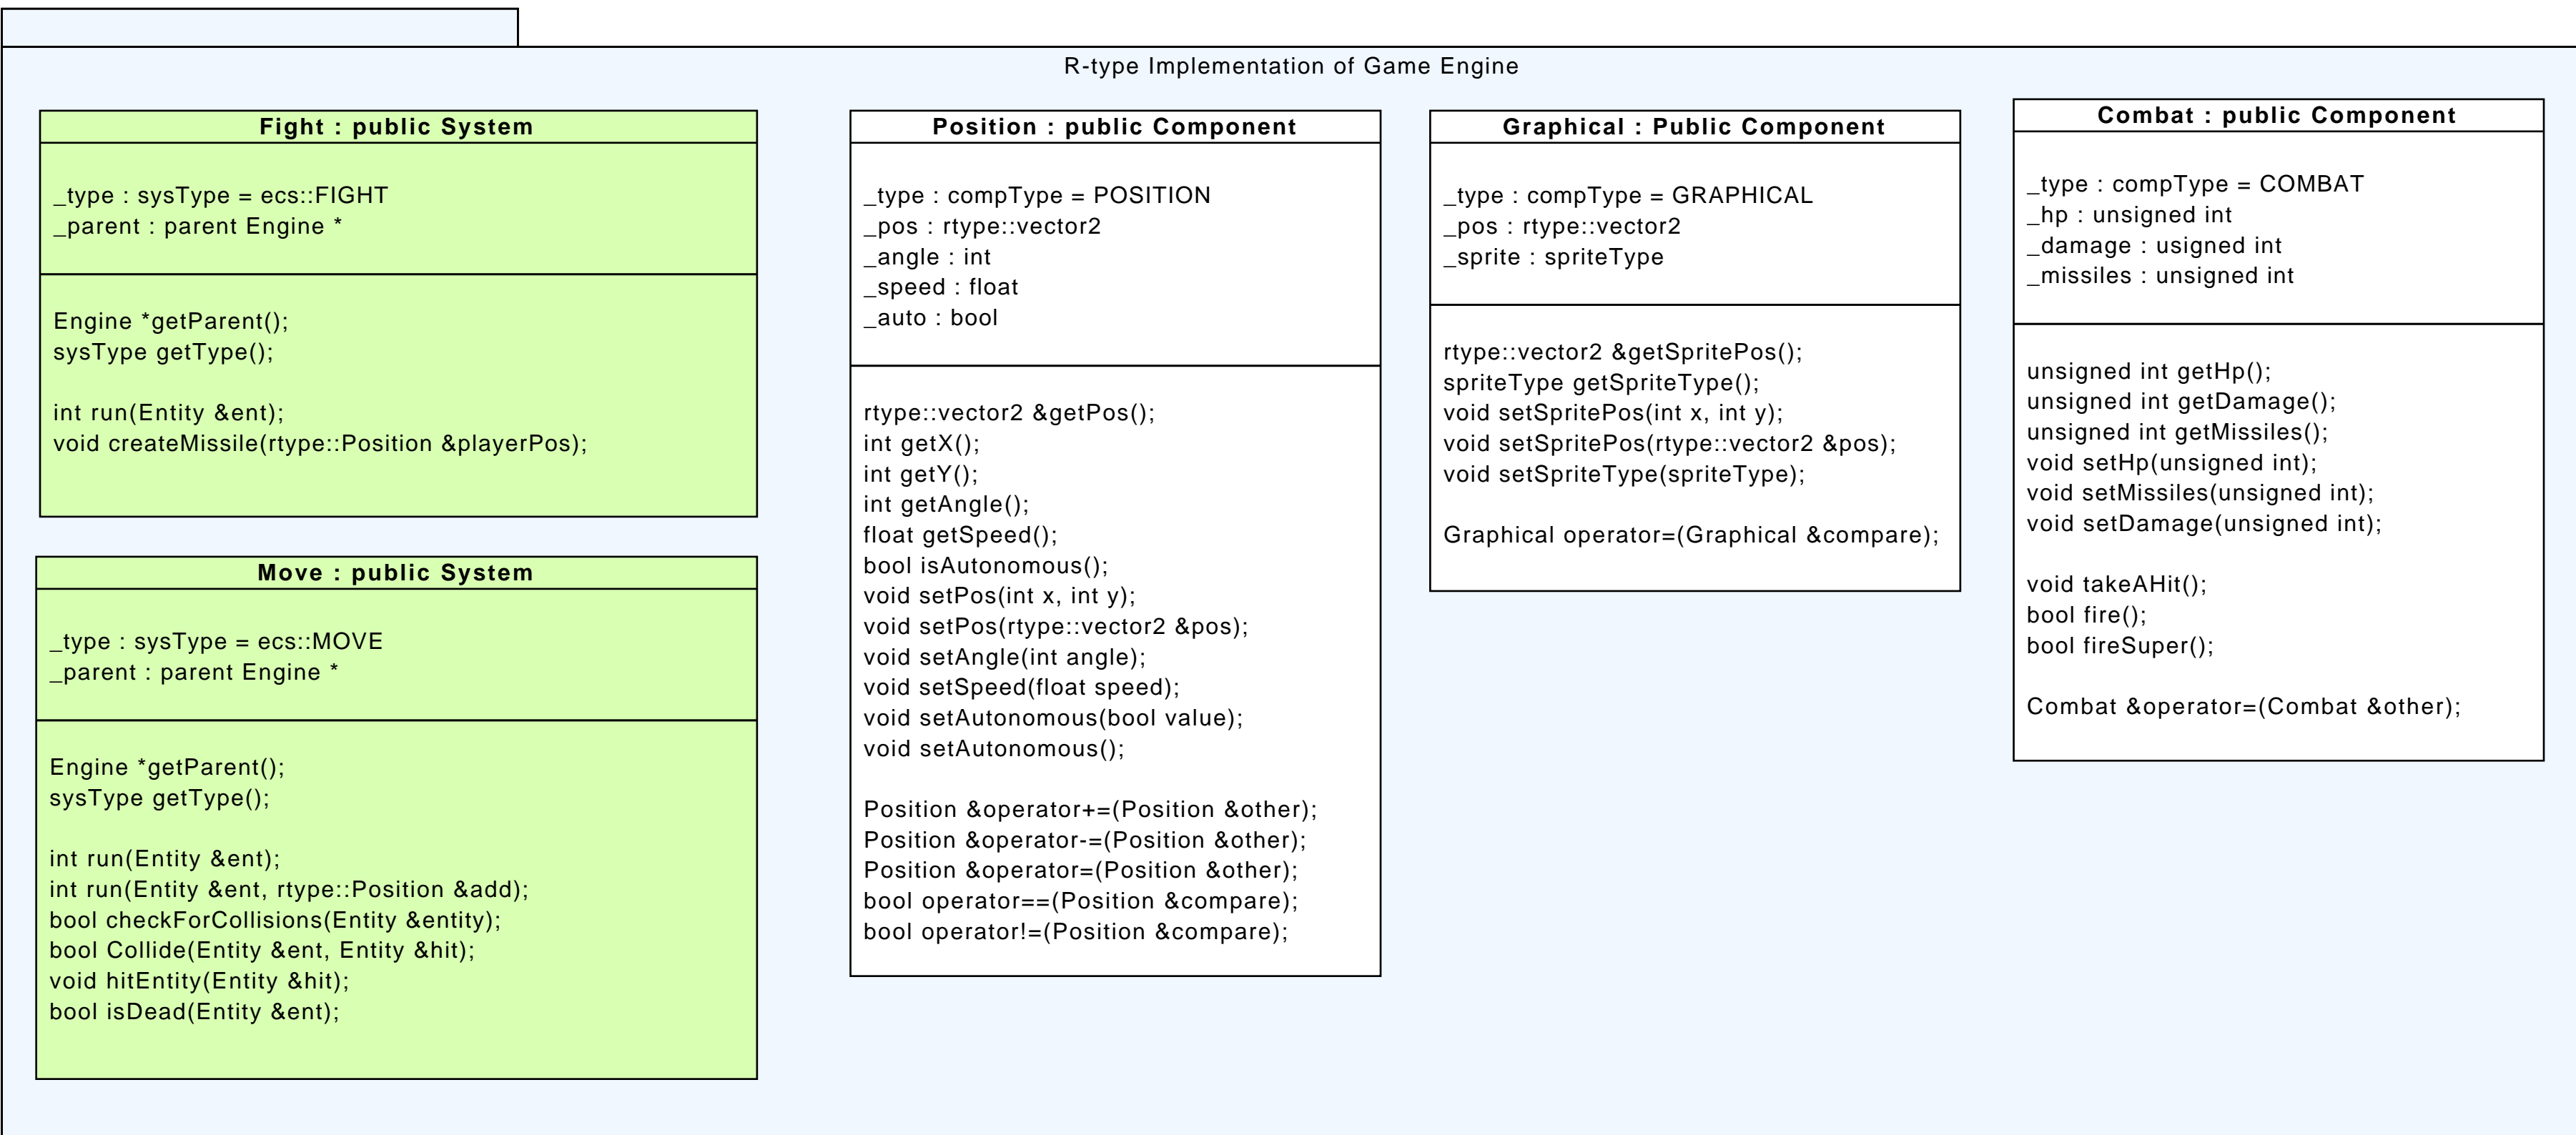 R-type Implementation of Game Engine
Fight : public System
_type : sysType = ecs::FIGHT
_parent : parent Engine *
Engine *getParent();
sysType getType();
int run(Entity &ent);
void createMissile(rtype::Position &playerPos);
Move : public System
_type : sysType = ecs::MOVE
_parent : parent Engine *
Engine *getParent();
sysType getType();
int run(Entity &ent);
int run(Entity &ent, rtype::Position &add);
bool checkForCollisions(Entity &entity);
bool Collide(Entity &ent, Entity &hit);
void hitEntity(Entity &hit);
bool isDead(Entity &ent);
Position : public Component
_type : compType = POSITION
_pos : rtype::vector2
_angle : int
_speed : float
_auto : bool
rtype::vector2 &getPos();
int getX();
int getY();
int getAngle();
float getSpeed();
bool isAutonomous();
void setPos(int x, int y);
void setPos(rtype::vector2 &pos);
void setAngle(int angle);
void setSpeed(float speed);
void setAutonomous(bool value);
void setAutonomous();
Position &operator+=(Position &other);
Position &operator-=(Position &other);
Position &operator=(Position &other);
bool operator==(Position &compare);
bool operator!=(Position &compare);
Graphical : Public Component
_type : compType = GRAPHICAL
_pos : rtype::vector2
_sprite : spriteType
rtype::vector2 &getSpritePos();
spriteType getSpriteType();
void setSpritePos(int x, int y);
void setSpritePos(rtype::vector2 &pos);
void setSpriteType(spriteType);
Graphical operator=(Graphical &compare);
Combat : public Component
_type : compType = COMBAT
_hp : unsigned int
_damage : usigned int
_missiles : unsigned int
unsigned int getHp();
unsigned int getDamage();
unsigned int getMissiles();
void setHp(unsigned int);
void setMissiles(unsigned int);
void setDamage(unsigned int);
void takeAHit();
bool fire();
bool fireSuper();
Combat &operator=(Combat &other);